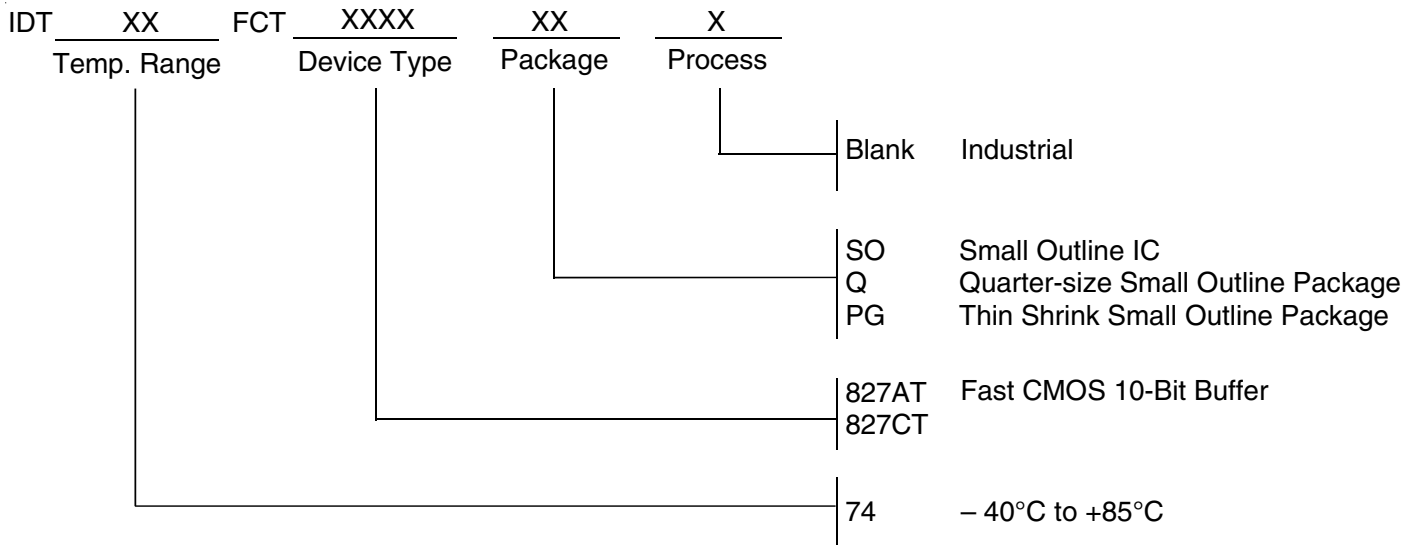 IDT XX FCT XXXX XX X
Temp. Range Device Type Package Process
Blank Industrial
SO Small Outline IC
Q Quarter-size Small Outline Package
PG Thin Shrink Small Outline Package
827AT Fast CMOS 10-Bit Buffer
827CT
74 – 40°C to +85°C